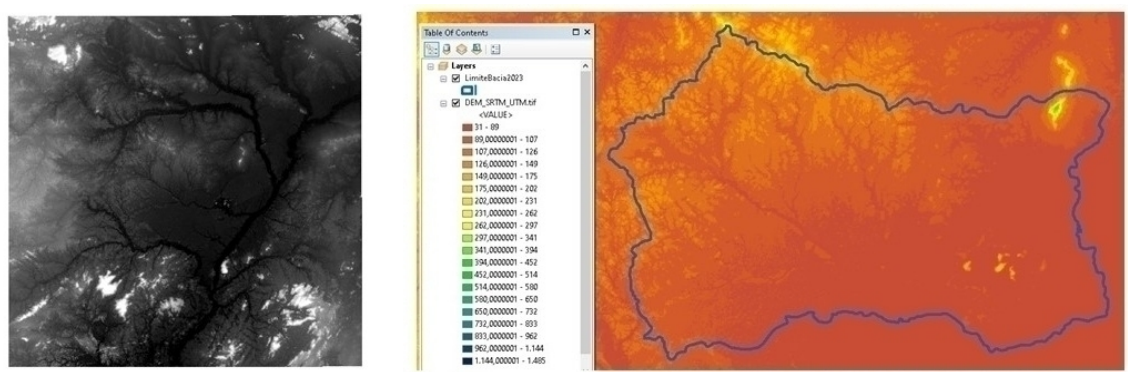 Table Of Contents
Layers
LimiteBacia2023
DEM_SRTM_UTM.tif
<VALUE>
31 - 89
89,00000001 - 107
107,0000001 - 126
126,0000001 - 149
149,0000001 - 175
175,0000001 - 202
202,0000001 - 231
231,0000001 - 262
262,0000001 - 297
297,0000001 - 341
341,0000001 - 394
394,0000001 - 452
452,0000001 - 514
514,0000001 - 580
580,0000001 - 650
650,0000001 - 732
732,0000001 - 833
833,0000001 - 962
962,0000001 - 1.144
1.144,000001 - 1.485